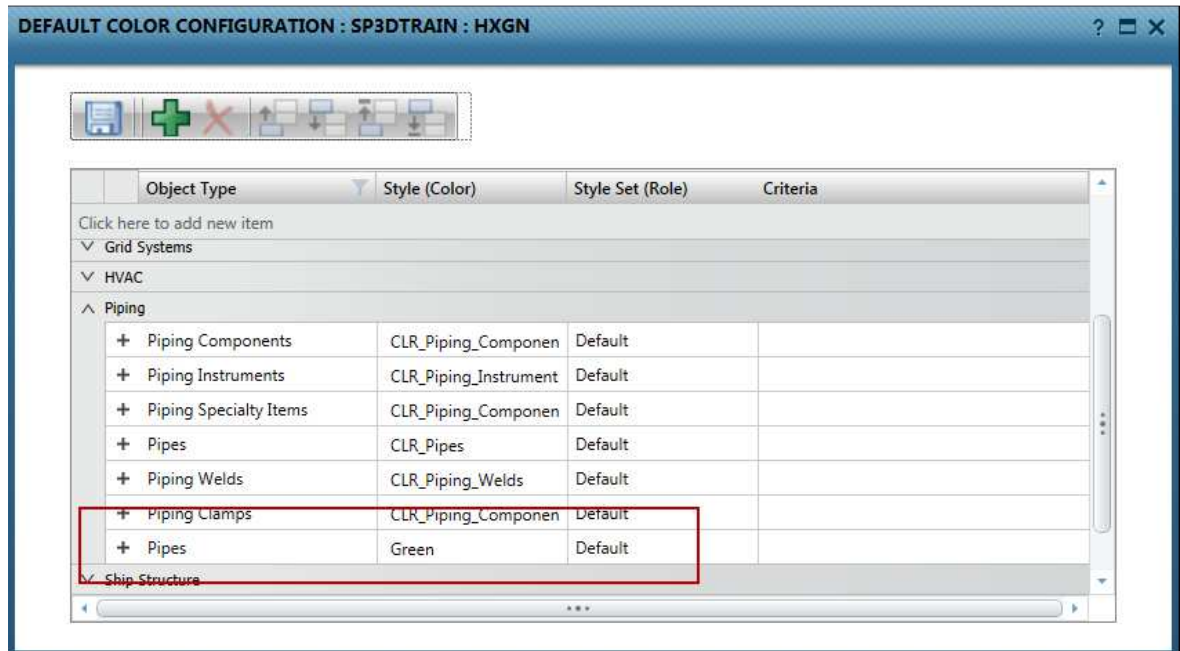 DEFAULT COLOR CONFIGURATION : SP3DTRAIN : HXGN ?
Object Type Style (Color) Style Set (Role) Criteria
Click here to add new item
Grid Systems
HVAC
Piping
Piping Components CLR_Piping_Componen Default
Piping Instruments CLR_Piping_Instrument Default
Piping Specialty Items CLR_Piping_Componen Default
Pipes CLR_Pipes Default
Piping Welds CLR_Piping_Welds Default
Piping Clamps CLR_Piping_Componen Default
Pipes Green Default
Ship Structure